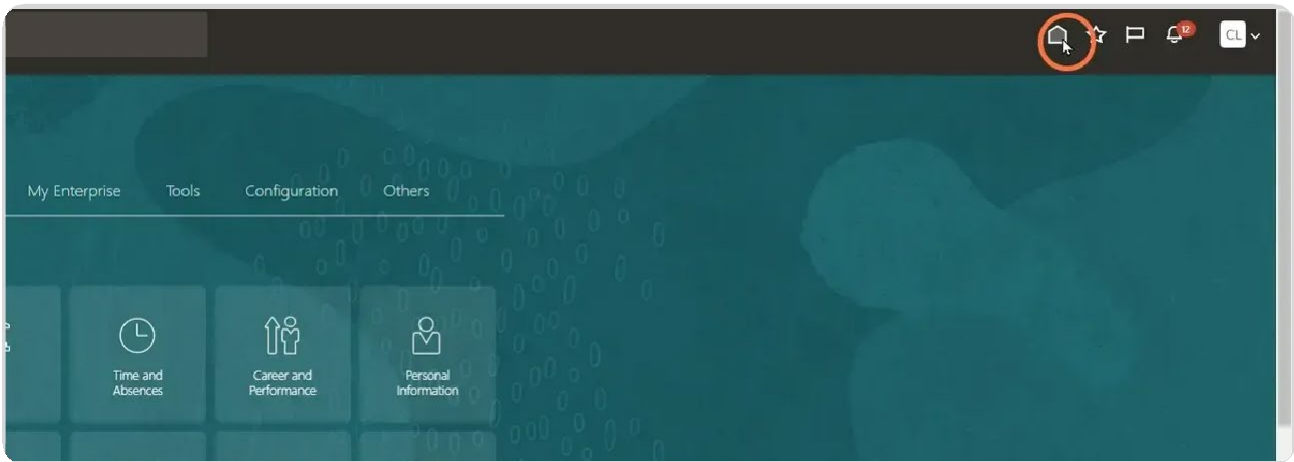 12
CL
My Enterprise Tools Configuration Others
Time and
Absences
Career and
Performance
Personal
Information